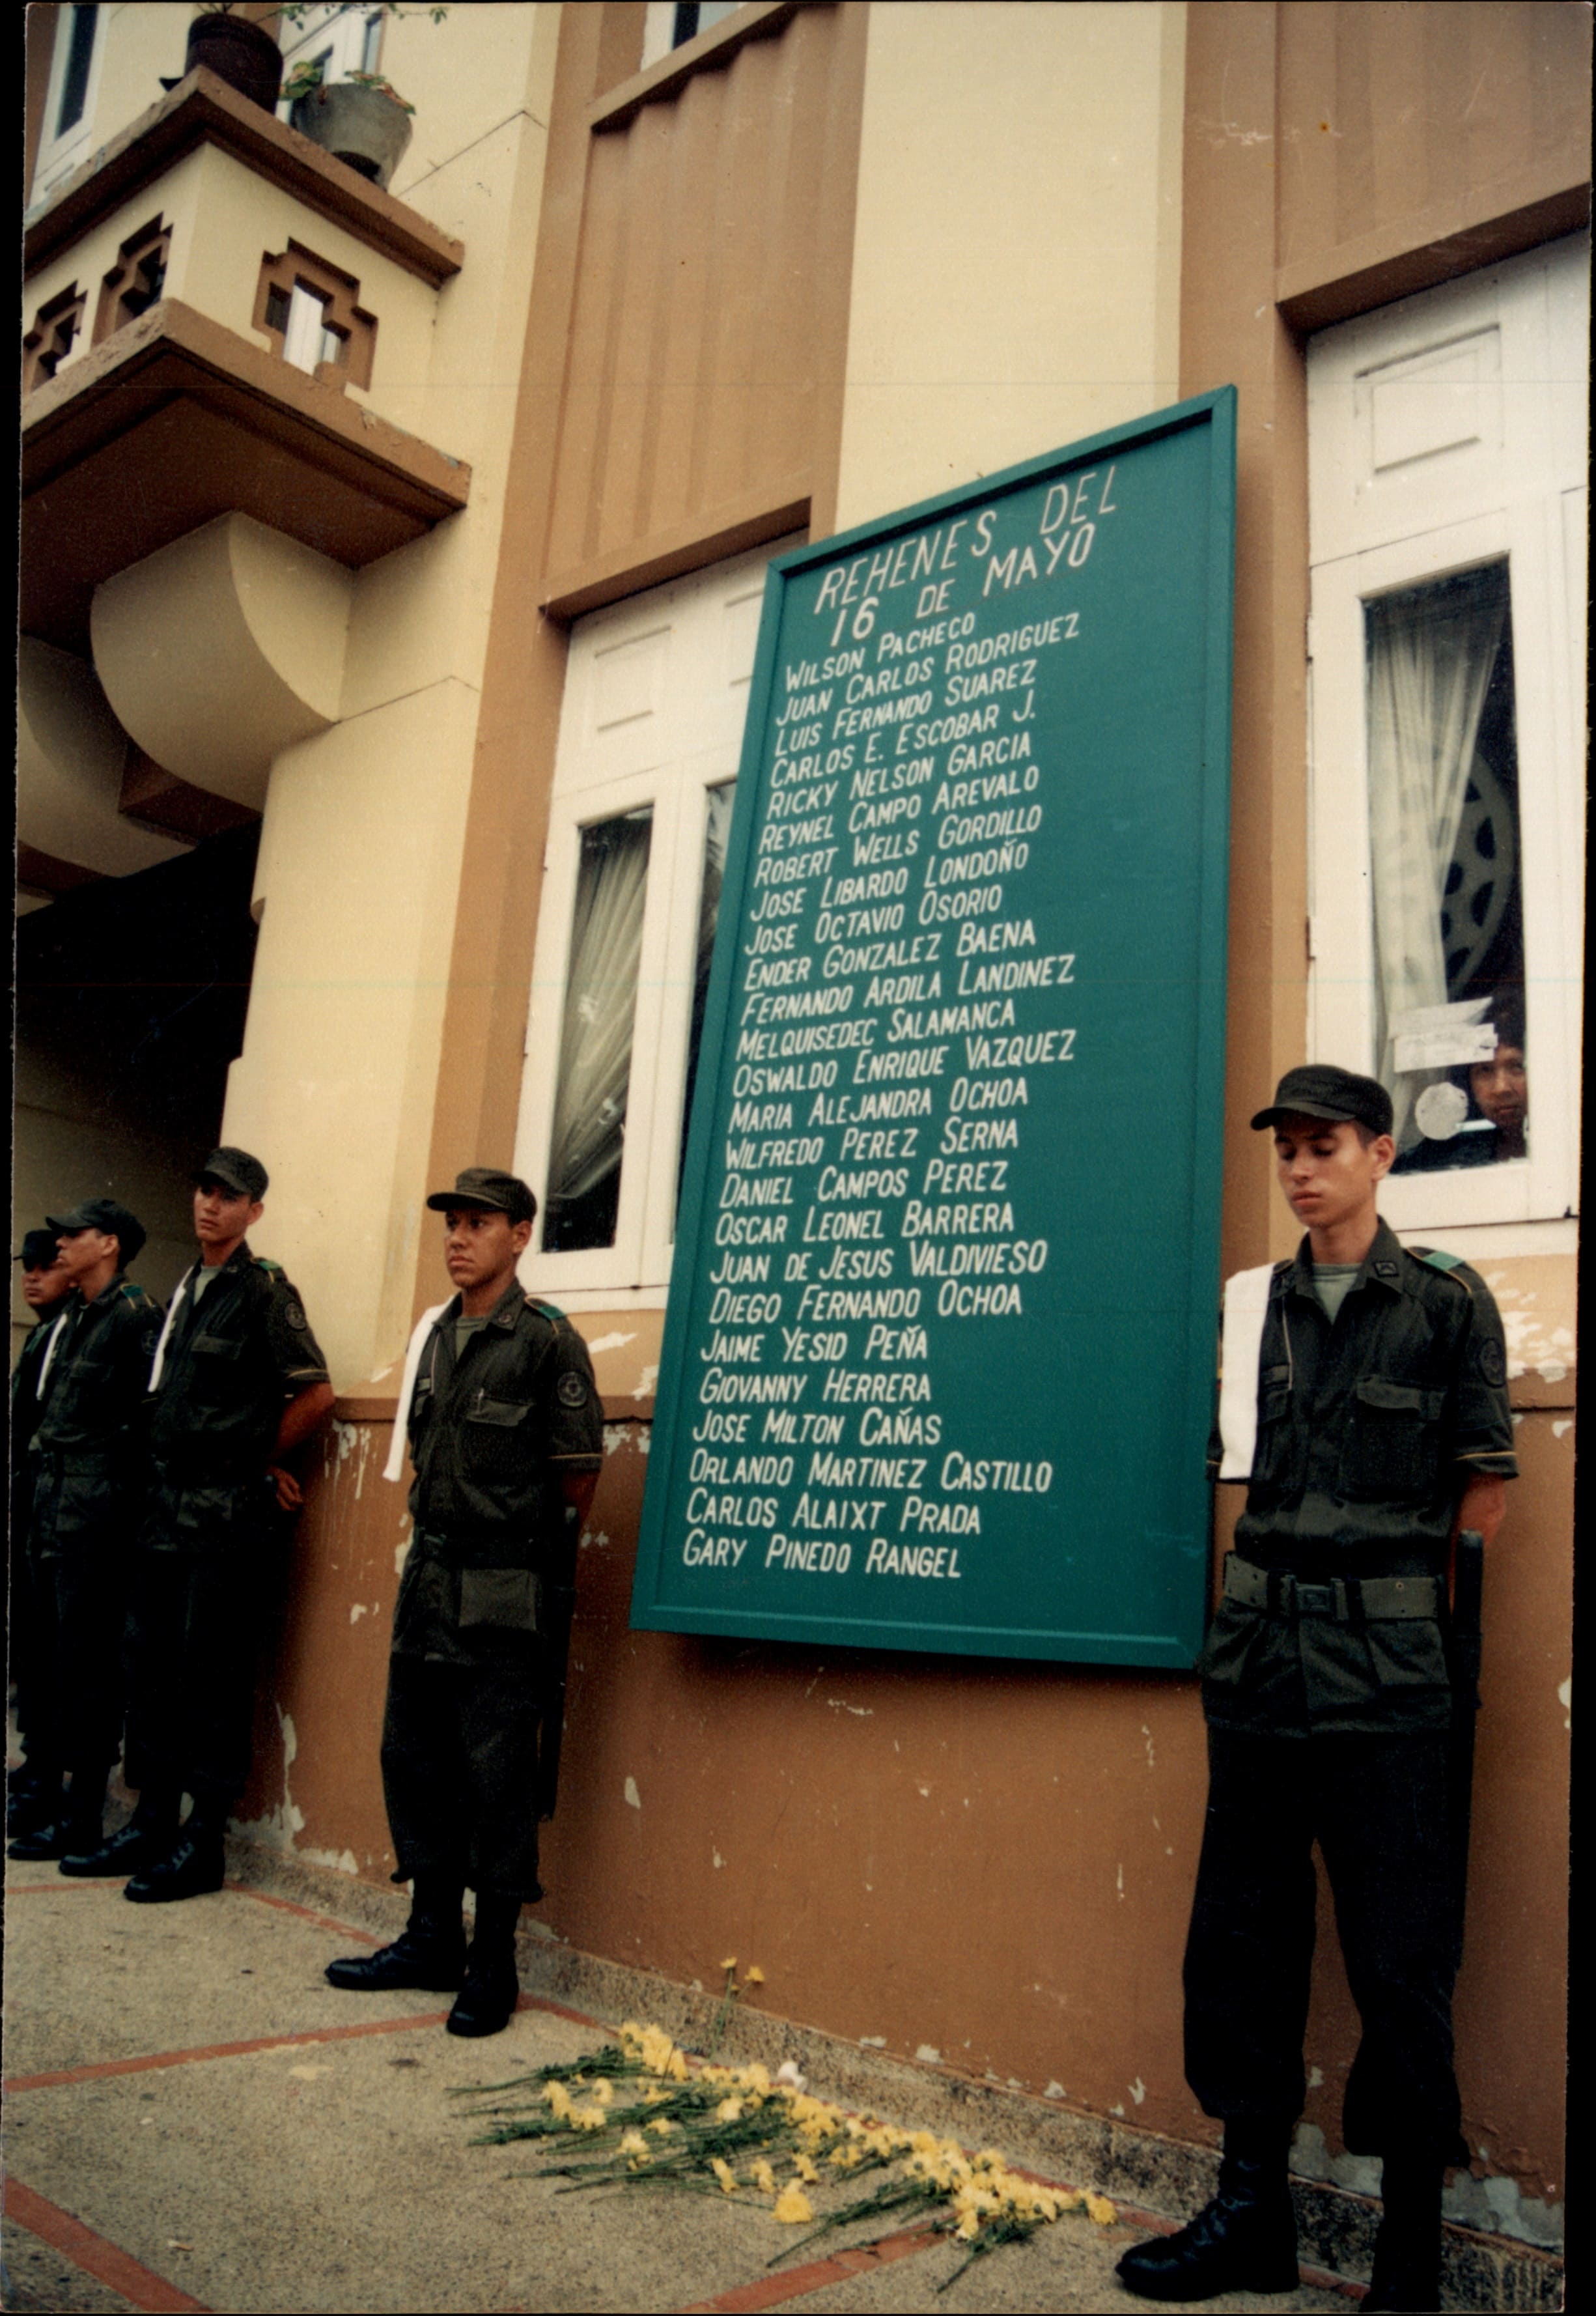 REHENES DEL
16 DE MAYO
WILSON PACHECO
JUAN CARLOS RODRIGUEZ
LUIS FERNANDO SUAREZ
CARLOS E. ESCOBAR J.
RICKY NELSON GARCIA
REYNEL CAMPO AREVALO
ROBERT WELLS GORDILLO
JOSE LIBARDO LONDOÑO
JOSE OCTAVIO OSORIO
ENDER GONZALEZ BAENA
FERNANDO ARDILA LANDINEZ
MELQUISEDEC SALAMANCA
OSWALDO ENRIQUE VAZQUEZ
MARIA ALEJANDRA OCHOA
WILFREDO PEREZ SERNA
DANIEL CAMPOS PEREZ
OSCAR LEONEL BARRERA
JUAN DE JESUS VALDIVIESO
DIEGO FERNANDO OCHOA
JAIME YESID PEÑA
GIOVANNY HERRERA
JOSE MILTON CAÑAS
ORLANDO MARTINEZ CASTILLO
CARLOS ALAIXT PRADA
GARY PINEDO RANGEL